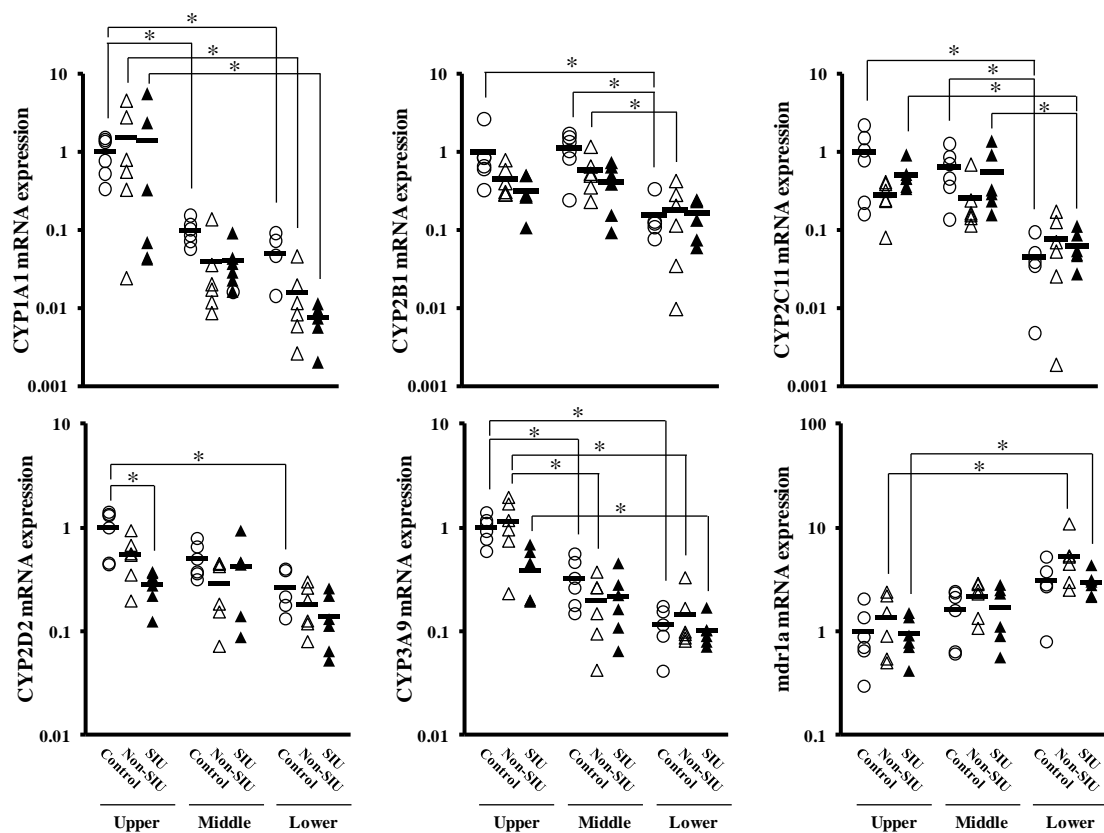 * * * *
10
1
0.1
0.01
0.001
CYP1A1 mRNA expression
* * *
10
1
0.1
0.01
0.001
CYP2B1 mRNA expression
* * * *
10
1
0.1
0.01
0.001
CYP2C11 mRNA expression
* *
10
1
0.1
0.01
CYP2D2 mRNA expression
* * * * *
10
1
0.1
0.01
CYP3A9 mRNA expression
* *
100
10
1
0.1
mdr1a mRNA expression
Control Non-SIU SIU Control Non-SIU SIU Control Non-SIU SIU
Upper Middle Lower
Control Non-SIU SIU Control Non-SIU SIU Control Non-SIU SIU
Upper Middle Lower
Control Non-SIU SIU Control Non-SIU SIU Control Non-SIU SIU
Upper Middle Lower